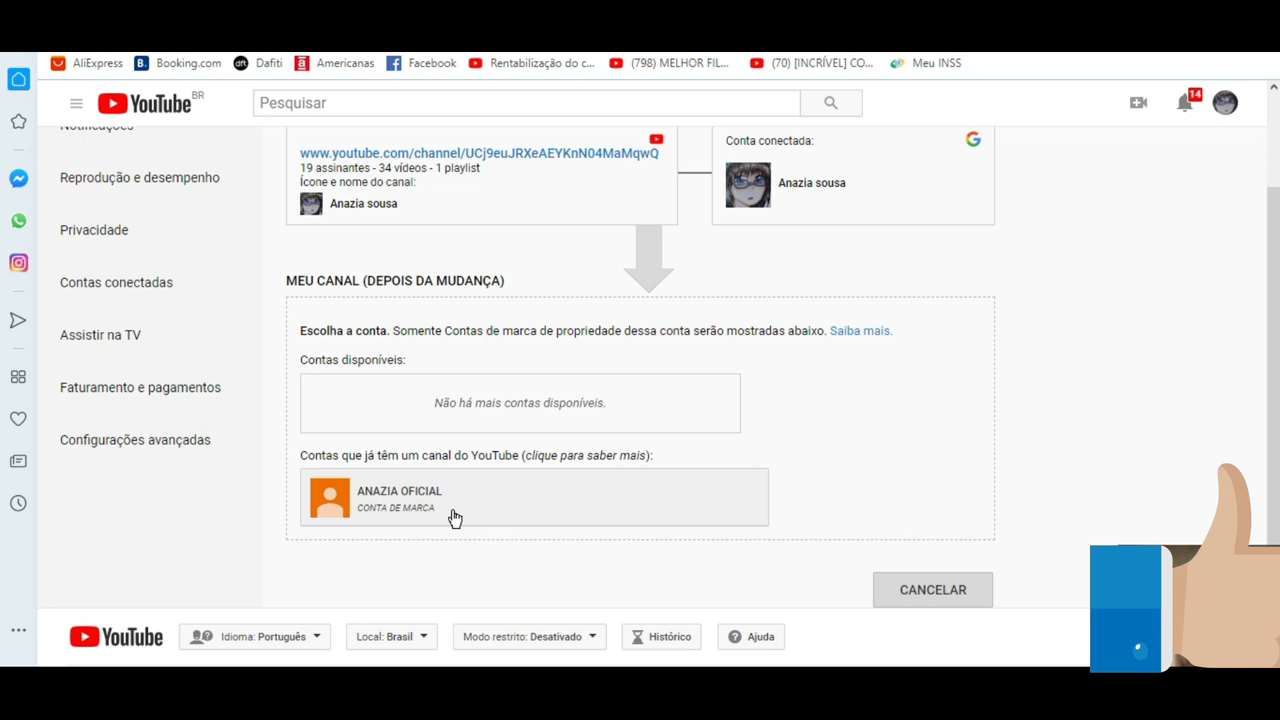 AliExpress
Booking.com
Dafiti
Americanas
Facebook
Rentabilização do c...
(798) MELHOR FIL...
(70) [INCRÍVEL] CO...
Meu INSS
YouTube BR
Pesquisar
14
Notificações
Reprodução e desempenho
Privacidade
Contas conectadas
Assistir na TV
Faturamento e pagamentos
Configurações avançadas
www.youtube.com/channel/UCj9euJRXeAEYKnN04MaMqwQ
19 assinantes - 34 vídeos - 1 playlist
Ícone e nome do canal:
Anazia sousa
Conta conectada:
Anazia sousa
MEU CANAL (DEPOIS DA MUDANÇA)
Escolha a conta. Somente Contas de marca de propriedade dessa conta serão mostradas abaixo. Saiba mais.
Contas disponíveis:
Não há mais contas disponíveis.
Contas que já têm um canal do YouTube (clique para saber mais):
ANAZIA OFICIAL
CONTA DE MARCA
CANCELAR
YouTube
Idioma: Português
Local: Brasil
Modo restrito: Desativado
Histórico
Ajuda